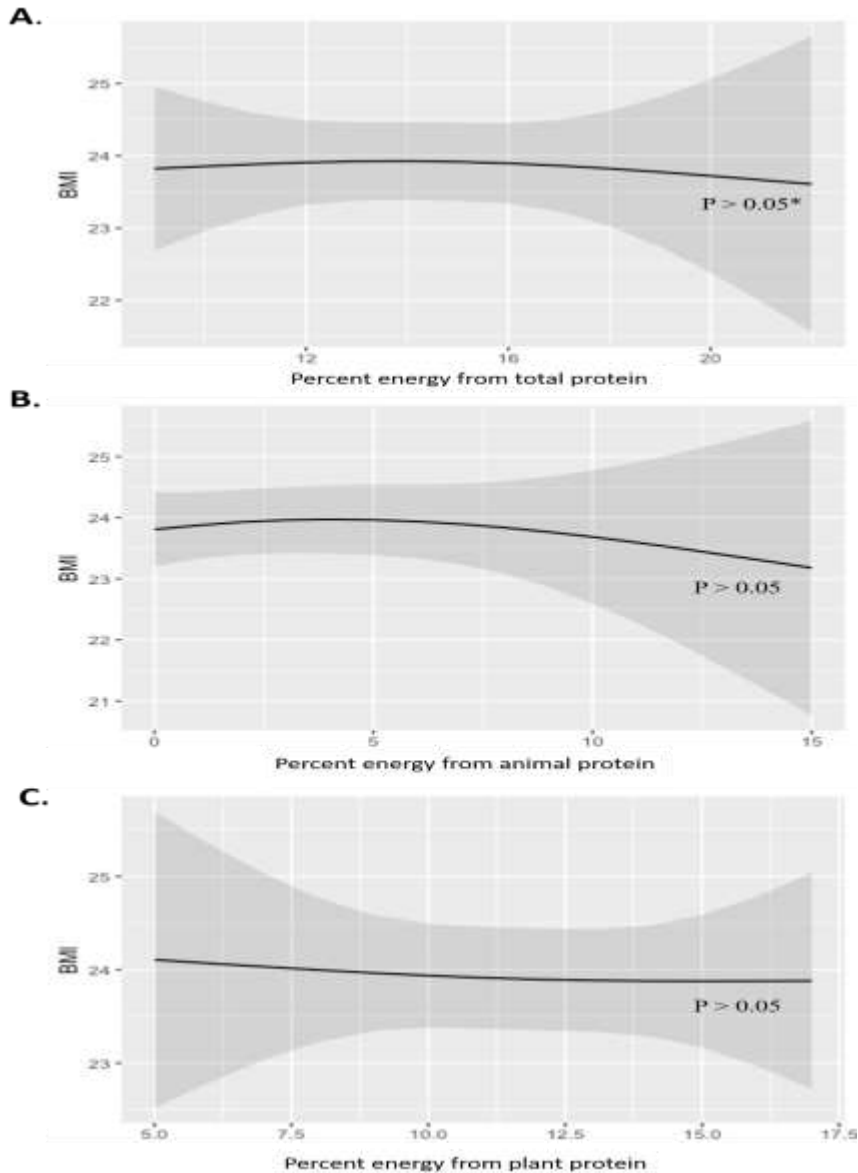 A.
BMI
25
24
23
22
P > 0.05*
12 16 20
Percent energy from total protein
B.
BMI
25
24
23
22
21
P > 0.05
0 5 10 15
Percent energy from animal protein
C.
BMI
25
24
23
P > 0.05
5.0 7.5 10.0 12.5 15.0 17.5
Percent energy from plant protein